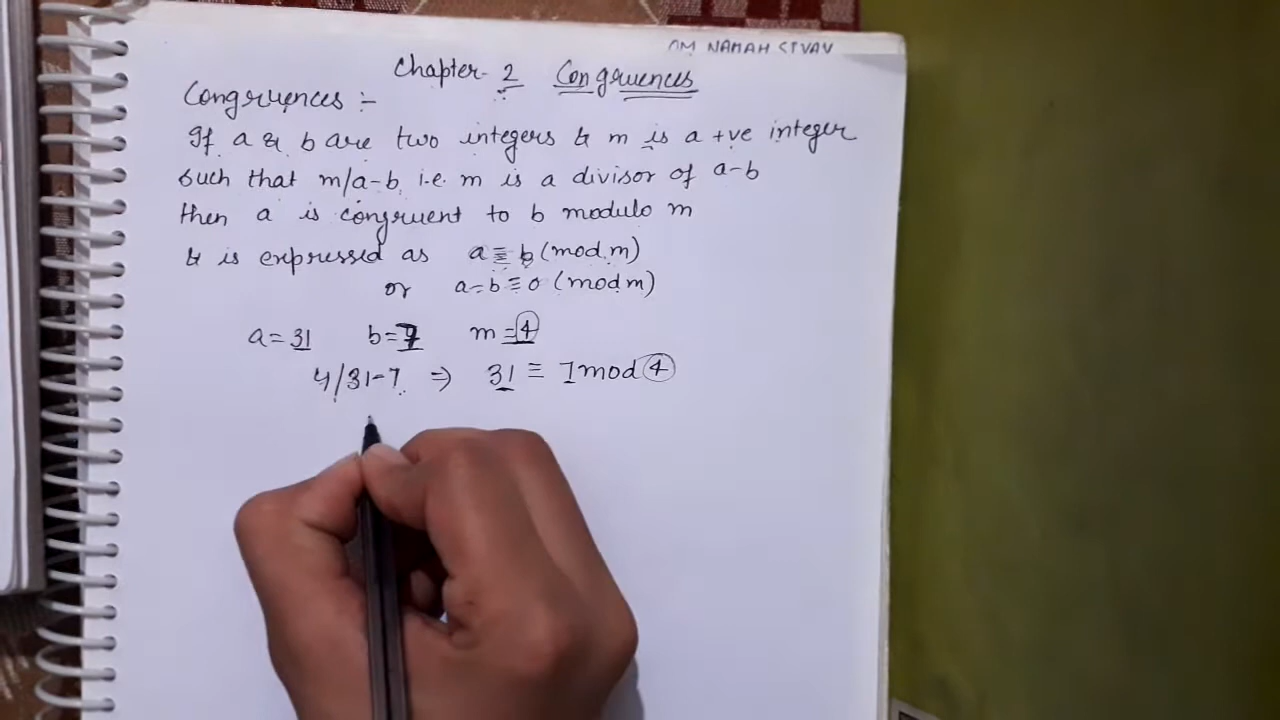 OM NAMAH SIVAY
Chapter-2 Congruences
Congruences :-
If a & b are two integers & m is a +ve integer
such that m/a-b, i.e. m is a divisor of a-b
then a is congruent to b modulo m
& is expressed as a ≡ b (mod m)
or a-b ≡ 0 (mod m)
a = 31 b = 7 m = 4
4/31-7 ⇒ 31 ≡ 7 mod 4